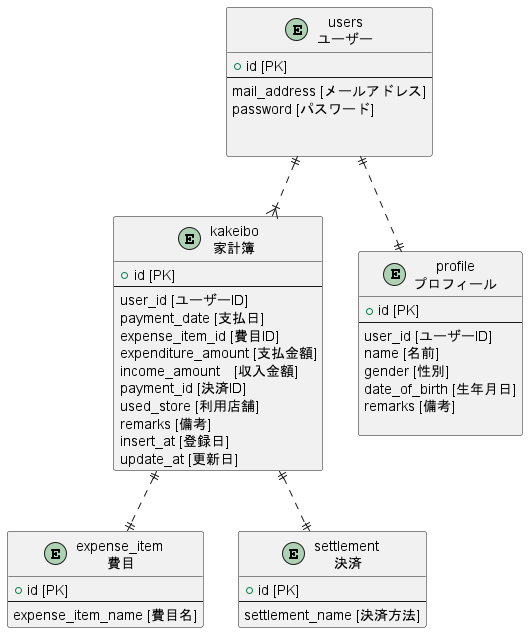 E users
ユーザー
id [PK]
mail_address [メールアドレス]
password [パスワード]
E kakeibo
家計簿
id [PK]
user_id [ユーザーID]
payment_date [支払日]
expense_item_id [費目ID]
expenditure_amount [支払金額]
income_amount [収入金額]
payment_id [決済ID]
used_store [利用店舗]
remarks [備考]
insert_at [登録日]
update_at [更新日]
E profile
プロフィール
id [PK]
user_id [ユーザーID]
name [名前]
gender [性別]
date_of_birth [生年月日]
remarks [備考]
E expense_item
費目
id [PK]
expense_item_name [費目名]
E settlement
決済
id [PK]
settlement_name [決済方法]